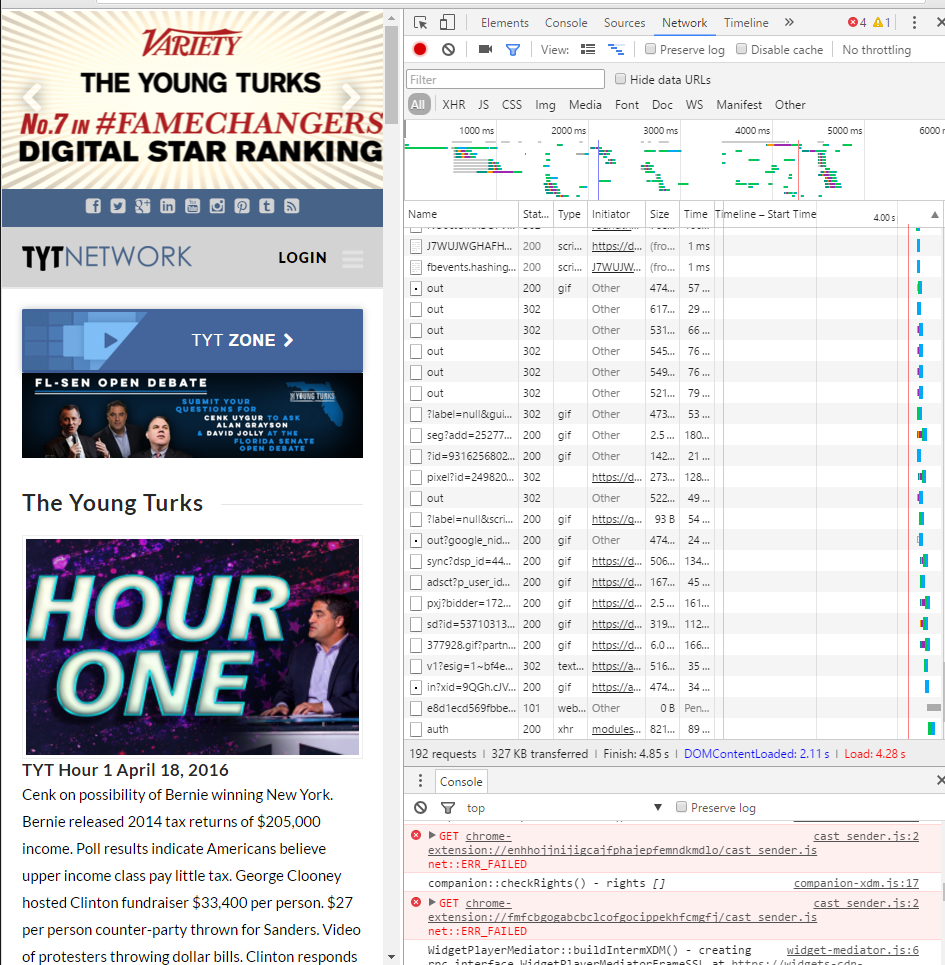 VARIETY
THE YOUNG TURKS
No.7 IN #FAMECHANGERS
DIGITAL STAR RANKING
TYTNETWORK
LOGIN
TYT ZONE
FL-SEN OPEN DEBATE
SUBMIT YOUR
QUESTIONS FOR
CENK UYGUR TO ASK
ALAN GRAYSON
& DAVID JOLLY AT THE
FLORIDA SENATE
OPEN DEBATE
THE YOUNG TURKS
The Young Turks
HOUR
ONE
TYT Hour 1 April 18, 2016
Cenk on possibility of Bernie winning New York.
Bernie released 2014 tax returns of $205,000
income. Poll results indicate Americans believe
upper income class pay little tax. George Clooney
hosted Clinton fundraiser $33,400 per person. $27
per person counter-party thrown for Sanders. Video
of protesters throwing dollar bills. Clinton responds
Elements Console Sources Network Timeline » 4 1
View: Preserve log Disable cache No throttling
Filter Hide data URLs
All XHR JS CSS Img Media Font Doc WS Manifest Other
1000 ms 2000 ms 3000 ms 4000 ms 5000 ms 6000
Name Stat... Type Initiator Size Time Timeline – Start Time 4.00 s
J7WUJWGHAFH... 200 scri... https://d... (fro... 1 ms
fbevents.hashing... 200 scri... J7WUJW... (fro... 1 ms
out 200 gif Other 474... 57 ...
out 302 Other 617... 29 ...
out 302 Other 531... 66 ...
out 302 Other 545... 76 ...
out 302 Other 549... 76 ...
out 302 Other 521... 79 ...
?label=null&gui... 302 gif Other 473... 53 ...
seg?add=25277... 200 gif Other 2.5 ... 180...
?id=9316256802... 200 gif Other 142... 21 ...
pixel?id=249820... 302 https://d... 273... 128...
out 302 Other 522... 49 ...
?label=null&scri... 200 gif https://g... 93 B 54 ...
out?google_nid... 200 gif Other 474... 24 ...
sync?dsp_id=44... 200 gif https://d... 506... 134...
adsct?p_user_id... 200 gif https://d... 167... 45 ...
pxj?bidder=172... 200 gif https://d... 2.5 ... 161...
sd?id=53710313... 200 gif https://d... 319... 112...
377928.gif?partn... 200 gif https://d... 6.0 ... 166...
v1?esig=1~bf4e... 302 text... https://a... 516... 35 ...
in?xid=9QGh.cJV... 200 gif https://a... 474... 34 ...
e8d1ecd569fbbe... 101 web... Other 0 B Pen...
auth 200 xhr modules... 821... 89 ...
192 requests | 327 KB transferred | Finish: 4.85 s | DOMContentLoaded: 2.11 s | Load: 4.28 s
Console
top Preserve log
GET chrome- cast_sender.js:2
extension://enhhojjnijigcajfphajepfemndkmdlo/cast_sender.js
net::ERR_FAILED
companion::checkRights() - rights [] companion-xdm.js:17
GET chrome- cast_sender.js:2
extension://fmfcbgogabcbclcofgocippekhfcmgfj/cast_sender.js
net::ERR_FAILED
WidgetPlayerMediator::buildIntermXDM() - creating widget-mediator.js:6
rpc interface WidgetPlayerMediatorFrameSSL at https://widgets-cdn-